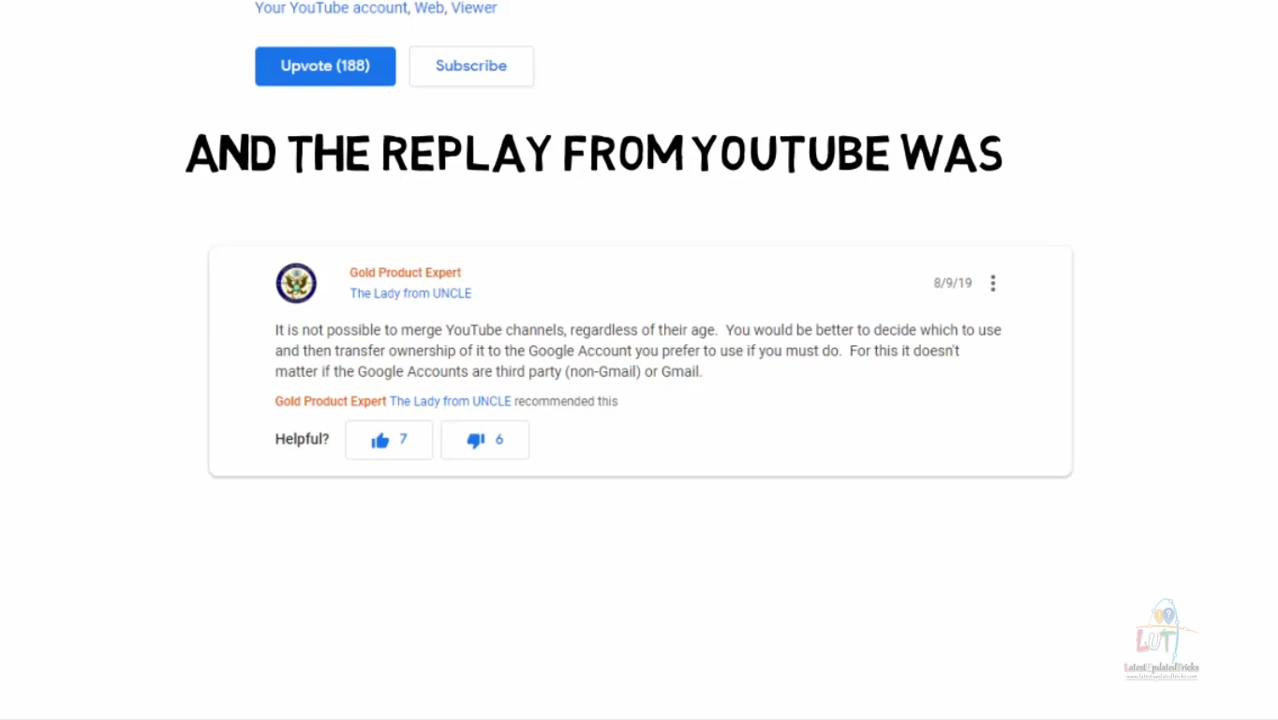 Your YouTube account, Web, Viewer
Upvote (188) Subscribe
AND THE REPLAY FROM YOUTUBE WAS
Gold Product Expert
The Lady from UNCLE
8/9/19
It is not possible to merge YouTube channels, regardless of their age. You would be better to decide which to use
and then transfer ownership of it to the Google Account you prefer to use if you must do. For this it doesn't
matter if the Google Accounts are third party (non-Gmail) or Gmail.
Gold Product Expert The Lady from UNCLE recommended this
Helpful? 7 6
LUT
LatestUpdatedTricks
www.latestupdatedtricks.com